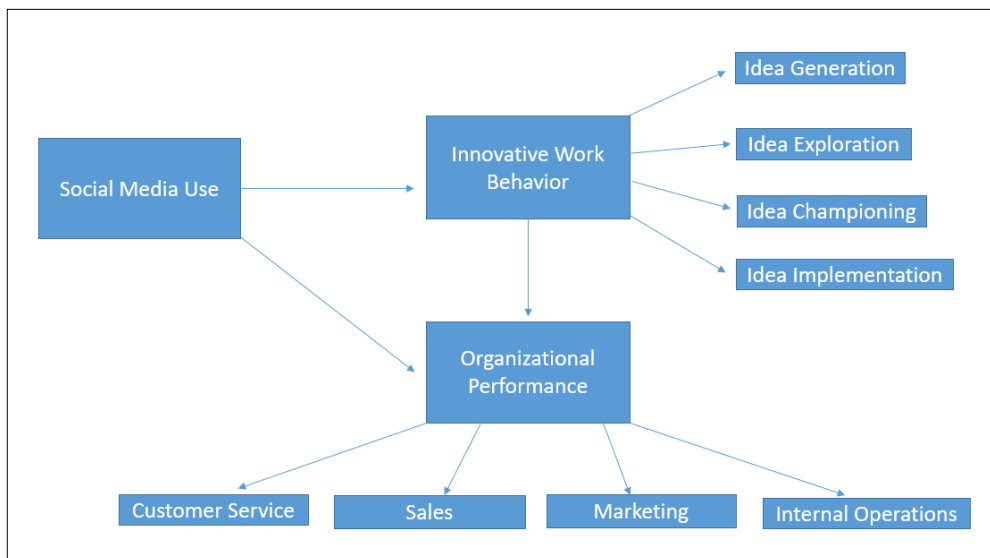 Idea Generation
Innovative Work
Behavior
Idea Exploration
Social Media Use
Idea Championing
Idea Implementation
Organizational
Performance
Customer Service
Sales
Marketing
Internal Operations